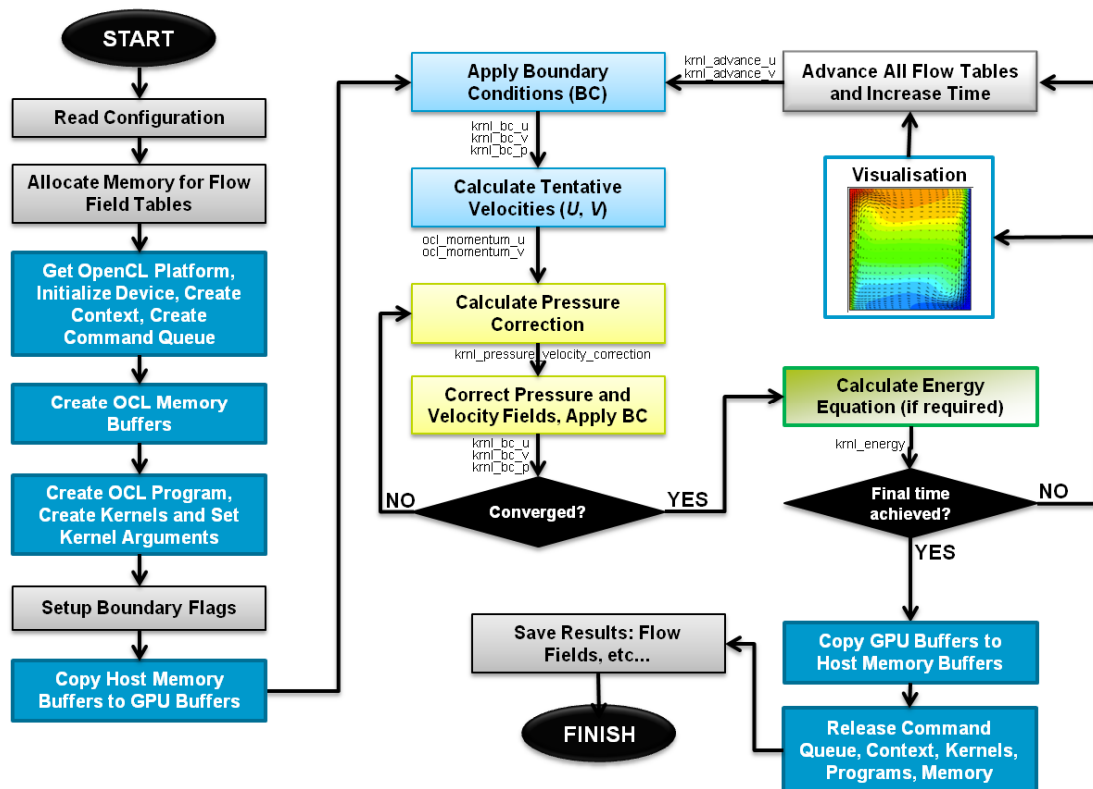 START
Read Configuration
Allocate Memory for Flow
Field Tables
Get OpenCL Platform,
Initialize Device, Create
Context, Create
Command Queue
Create OCL Memory
Buffers
Create OCL Program,
Create Kernels and Set
Kernel Arguments
Setup Boundary Flags
Copy Host Memory
Buffers to GPU Buffers
Apply Boundary
Conditions (BC)
krnl_bc_u
krnl_bc_v
krnl_bc_p
Calculate Tentative
Velocities (U, V)
ocl_momentum_u
ocl_momentum_v
Calculate Pressure
Correction
krnl_pressure_velocity_correction
Correct Pressure and
Velocity Fields, Apply BC
krnl_bc_u
krnl_bc_v
krnl_bc_p
NO
Converged?
YES
krnl_advance_u
krnl_advance_v
Advance All Flow Tables
and Increase Time
Visualisation
Calculate Energy
Equation (if required)
krnl_energy
Final time
achieved?
NO
YES
Copy GPU Buffers to
Host Memory Buffers
Release Command
Queue, Context, Kernels,
Programs, Memory
Save Results: Flow
Fields, etc...
FINISH